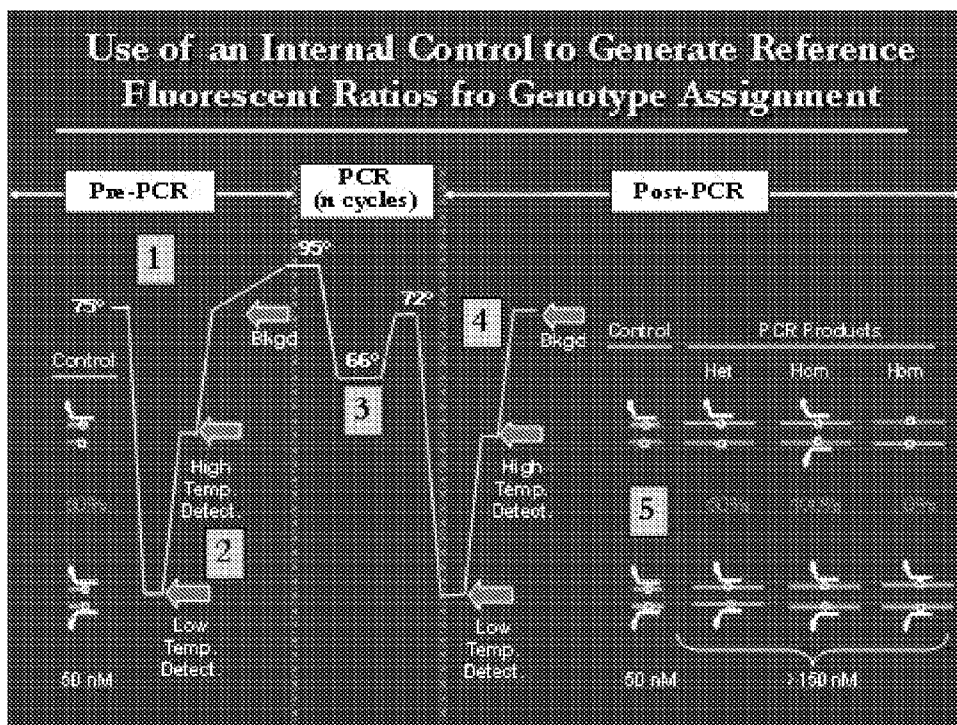 Use of an Internal Control to Generate Reference
Fluorescent Ratios fro Genotype Assignment
Pre-PCR
PCR
(n cycles)
Post-PCR
1
95°
75°
72°
4
Bkgd
Bkgd
Control
PCR Products
Control
66°
Het
Hom
Hom
3
High
Temp.
Detect.
High
Temp.
Detect.
5
2
Low
Temp.
Detect.
Low
Temp.
Detect.
50 nM
50 nM
>150 nM